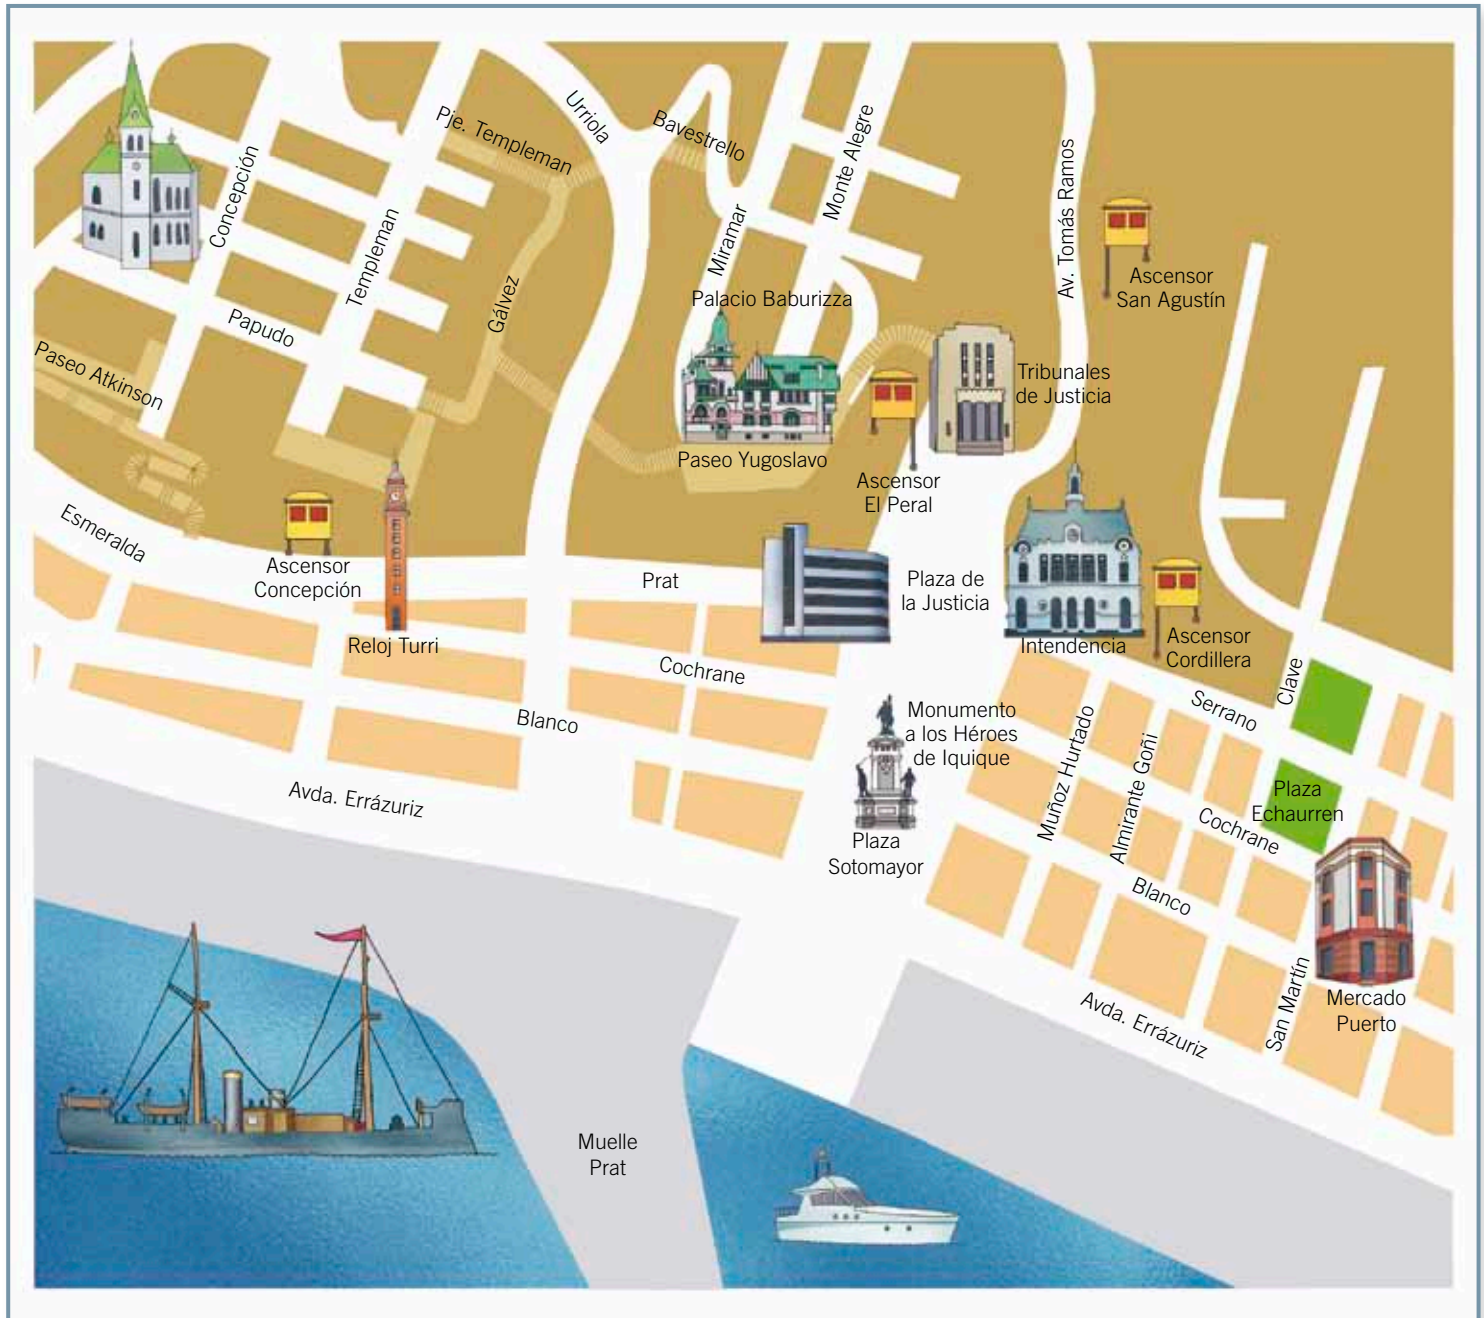 Pje. Templeman
Urriola
Bavestrello
Monte Alegre
Concepción
Templeman
Miramar
Av. Tomás Ramos
Ascensor
San Agustín
Gálvez
Papudo
Palacio Baburizza
Paseo Atkinson
Tribunales
de Justicia
Paseo Yugoslavo
Ascensor
El Peral
Esmeralda
Ascensor
Concepción
Prat
Plaza de
la Justicia
Reloj Turri
Intendencia
Ascensor
Cordillera
Cochrane
Clave
Serrano
Blanco
Monumento
a los Héroes
de Iquique
Muñoz Hurtado
Almirante Goñi
Plaza
Echaurren
Avda. Errázuriz
Cochrane
Plaza
Sotomayor
Blanco
San Martín
Mercado
Puerto
Avda. Errázuriz
Muelle
Prat